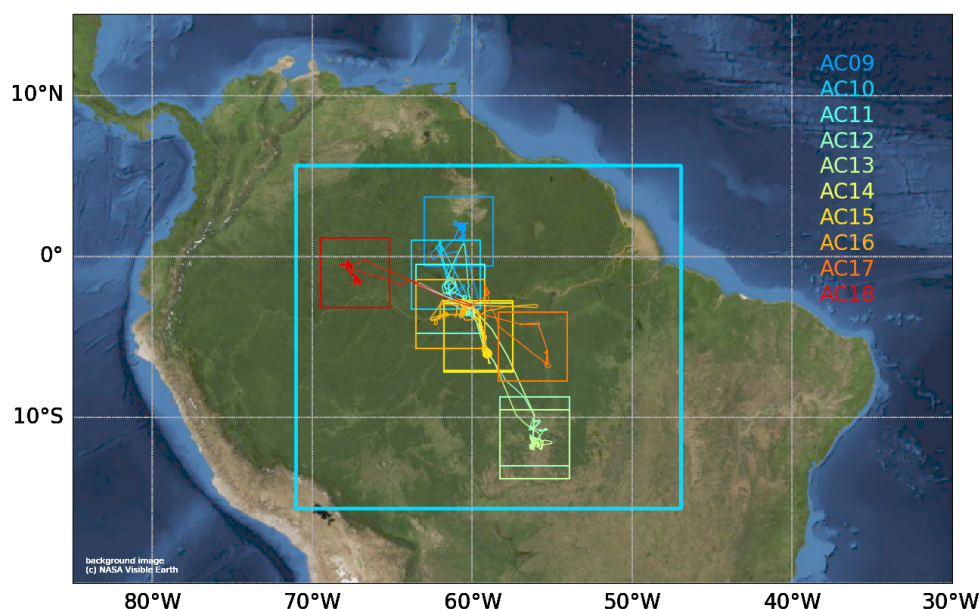 AC09
AC10
AC11
AC12
AC13
AC14
AC15
AC16
AC17
AC18
10°N
0°
10°S
background image
(c) NASA Visible Earth
80°W 70°W 60°W 50°W 40°W 30°W